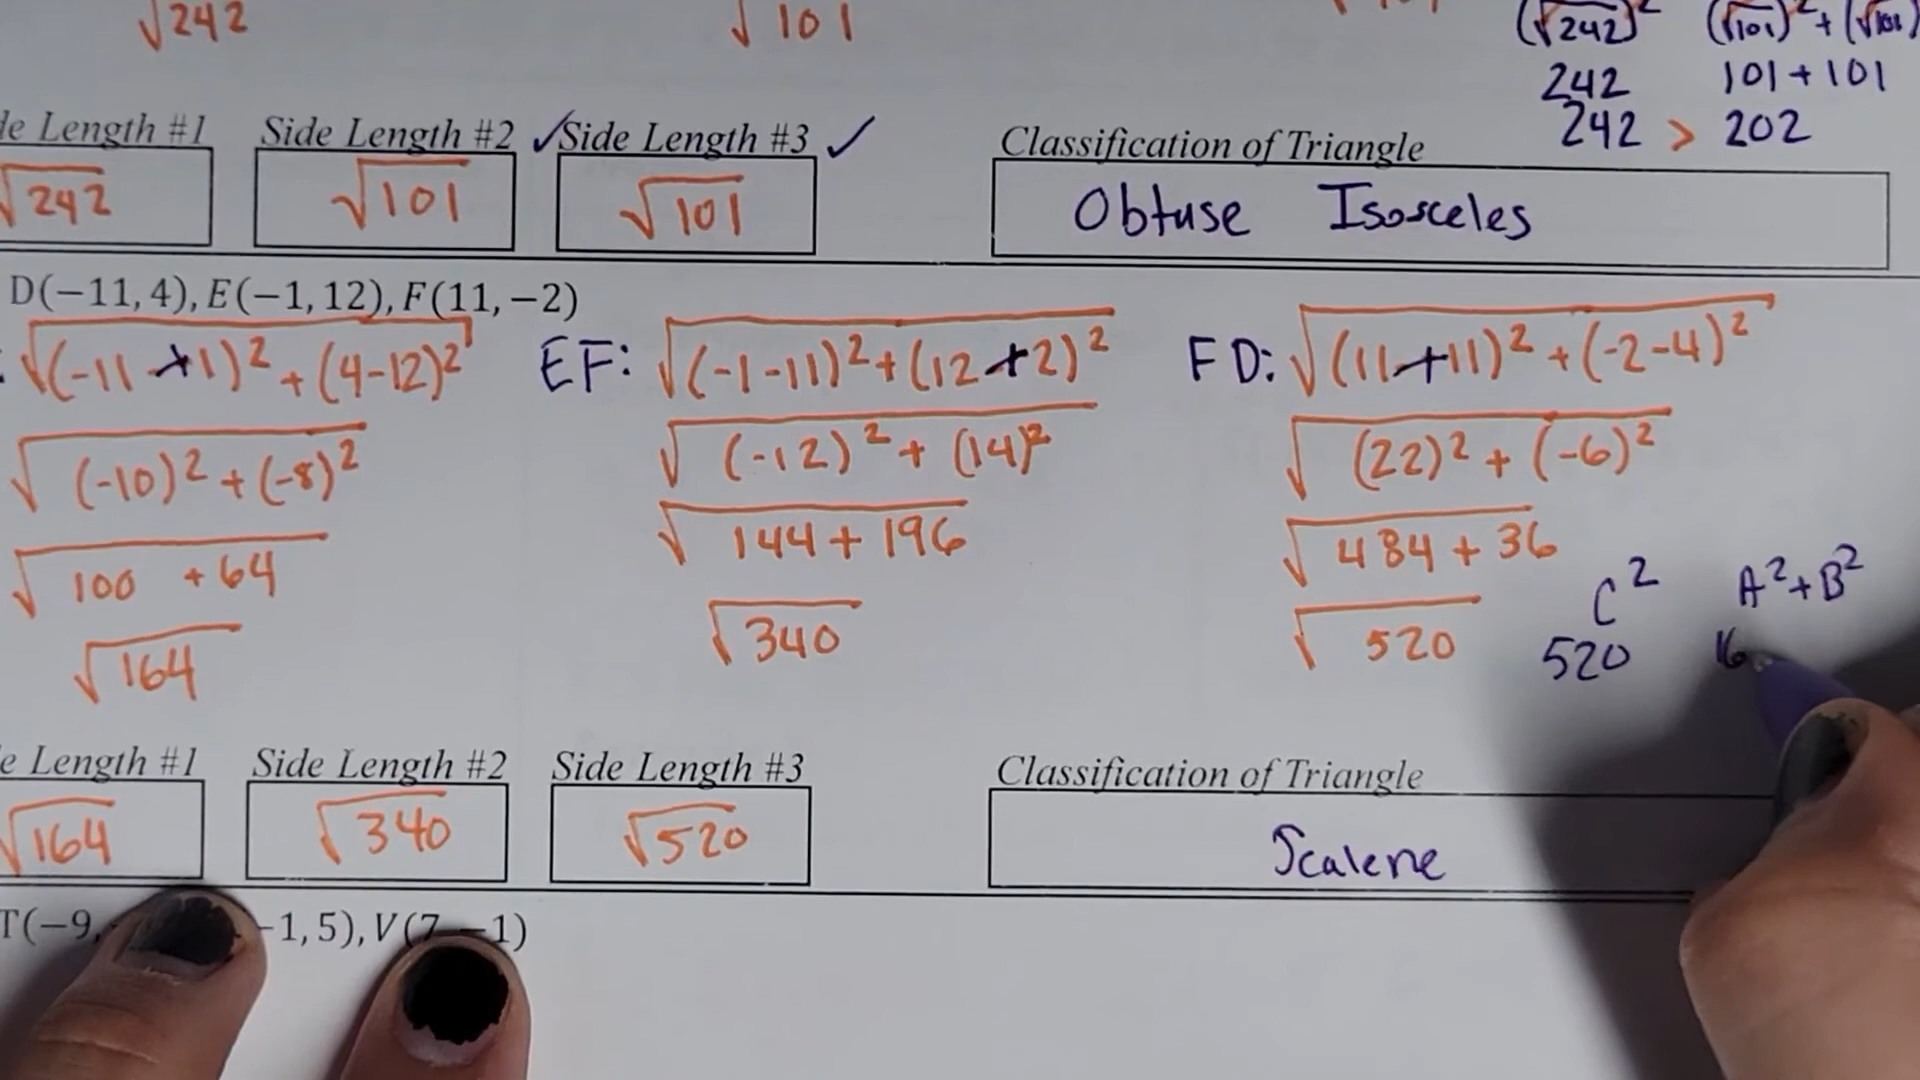 √242 √101
(√242)² (√101)² + (√101)
242 101 + 101
242 > 202
Length #1 Side Length #2 ✓ Side Length #3 ✓ Classification of Triangle
√242 √101 √101 Obtuse Isosceles
D(−11, 4), E(−1, 12), F(11, −2)
: √(-11 + 1)² + (4-12)² EF: √(-1-11)² + (12+2)² FD: √(11+11)² + (-2-4)²
√(-10)² + (-8)² √(-12)² + (14)² √(22)² + (-6)²
√100 + 64 √144 + 196 √484 + 36
C² A² + B²
√164 √340 √520 520 16
Length #1 Side Length #2 Side Length #3 Classification of Triangle
√164 √340 √520 Scalene
T(−9, −1, 5), V(7, −1)